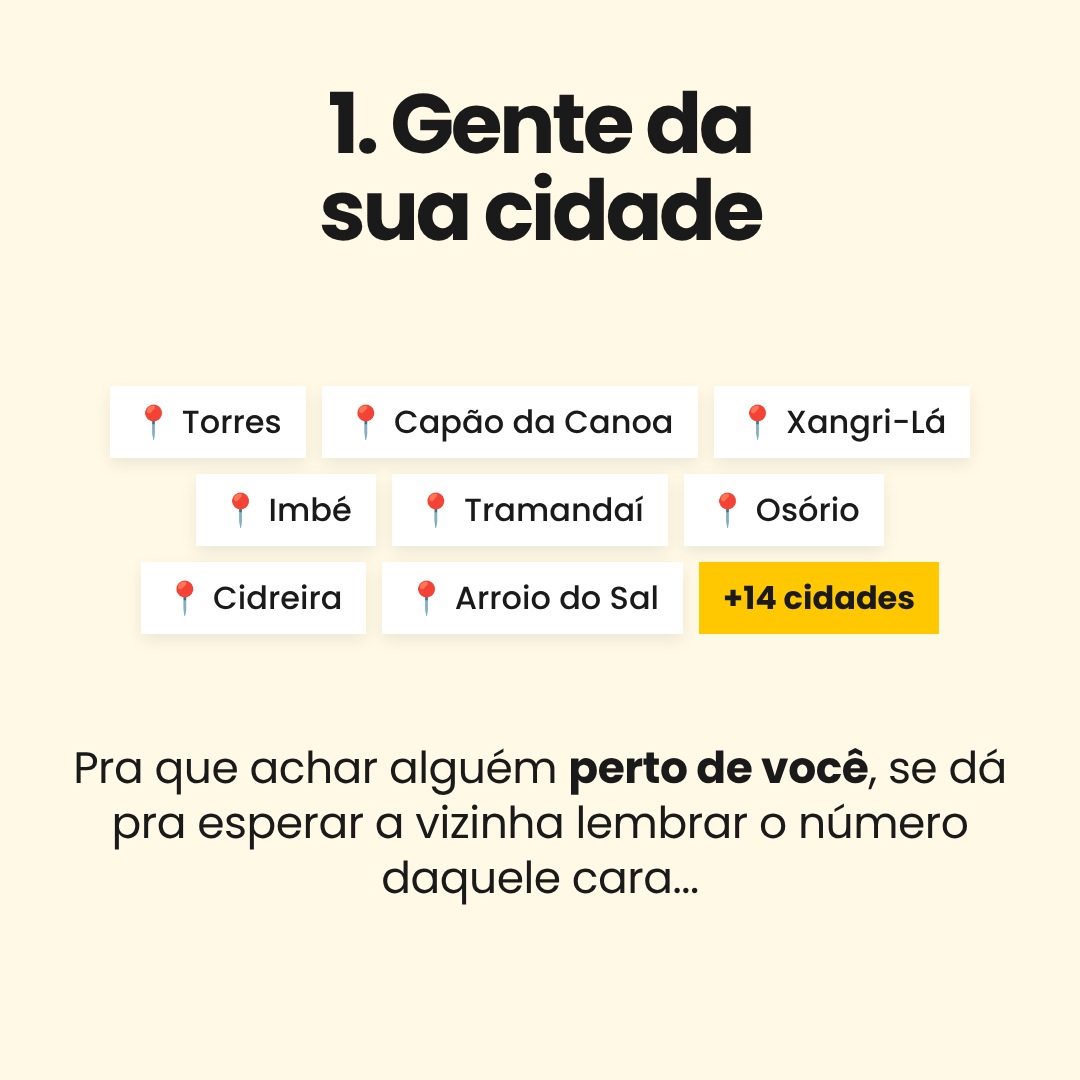 1. Gente da
sua cidade
📍 Torres
📍 Capão da Canoa
📍 Xangri-Lá
📍 Imbé
📍 Tramandaí
📍 Osório
📍 Cidreira
📍 Arroio do Sal
+14 cidades
Pra que achar alguém perto de você, se dá
pra esperar a vizinha lembrar o número
daquele cara...